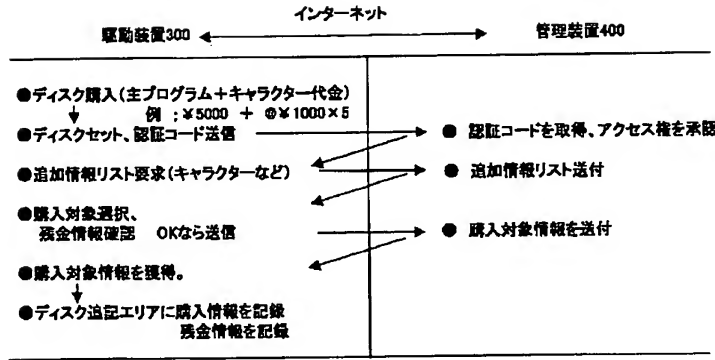 インターネット
駆動装置300
管理装置400
●ディスク購入(主プログラム+キャラクター代金)
例:¥5000 + @¥1000×5
●ディスクセット、認証コード送信
● 認証コードを取得、アクセス権を承認
●追加情報リスト要求(キャラクターなど)
● 追加情報リスト送付
●購入対象選択、
残金情報確認 OKなら送信
● 購入対象情報を送付
●購入対象情報を獲得。
●ディスク追記エリアに購入情報を記録
残金情報を記録